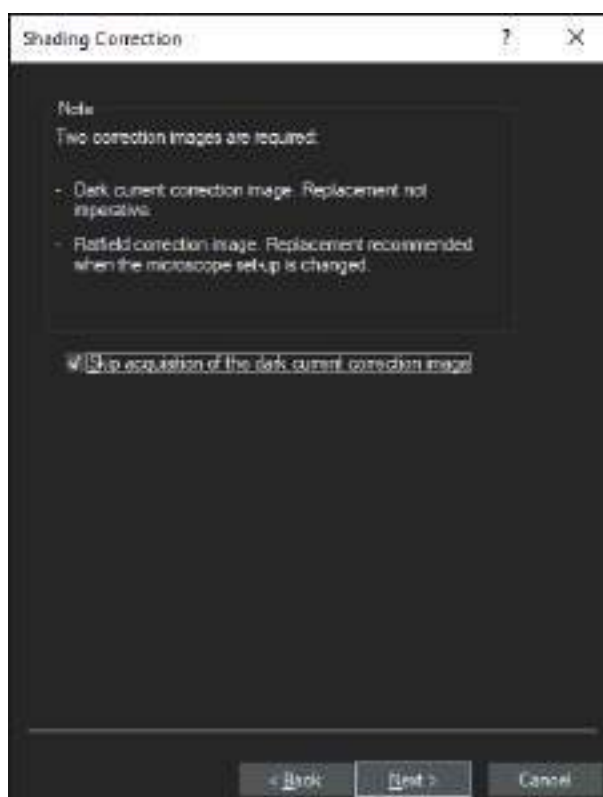 Shading Correction ? ×
Note
Two correction images are required:
- Dark current correction image. Replacement not
imperative.
- Flatfield correction image. Replacement recommended
when the microscope set-up is changed.
Skip acquisition of the dark current correction image
< Back Next > Cancel